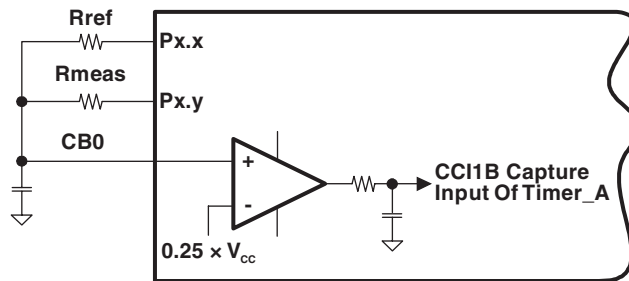 Rref
Px.x
Rmeas
Px.y
CB0
+
-
CCI1B Capture
Input Of Timer_A
0.25 × Vcc